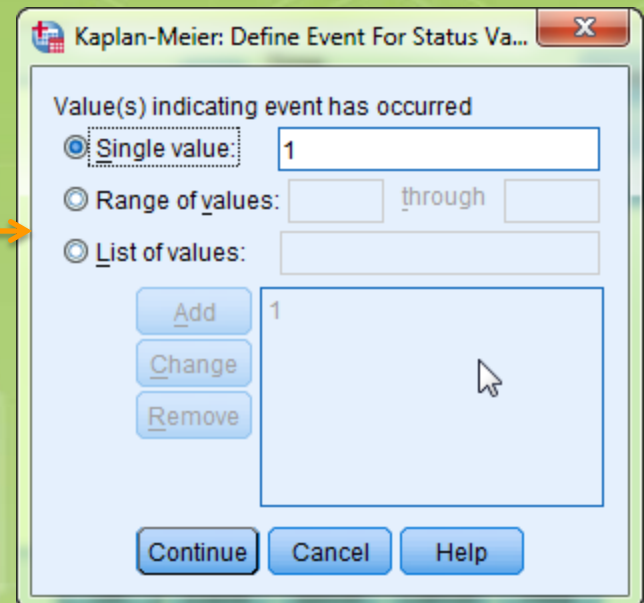 Kaplan-Meier: Define Event For Status Va...
Value(s) indicating event has occurred
Single value: 1
Range of values: through
List of values:
Add 1
Change
Remove
Continue Cancel Help